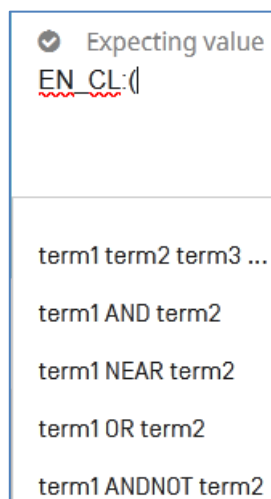 Expecting value
EN_CL:(
term1 term2 term3 ...
term1 AND term2
term1 NEAR term2
term1 OR term2
term1 ANDNOT term2